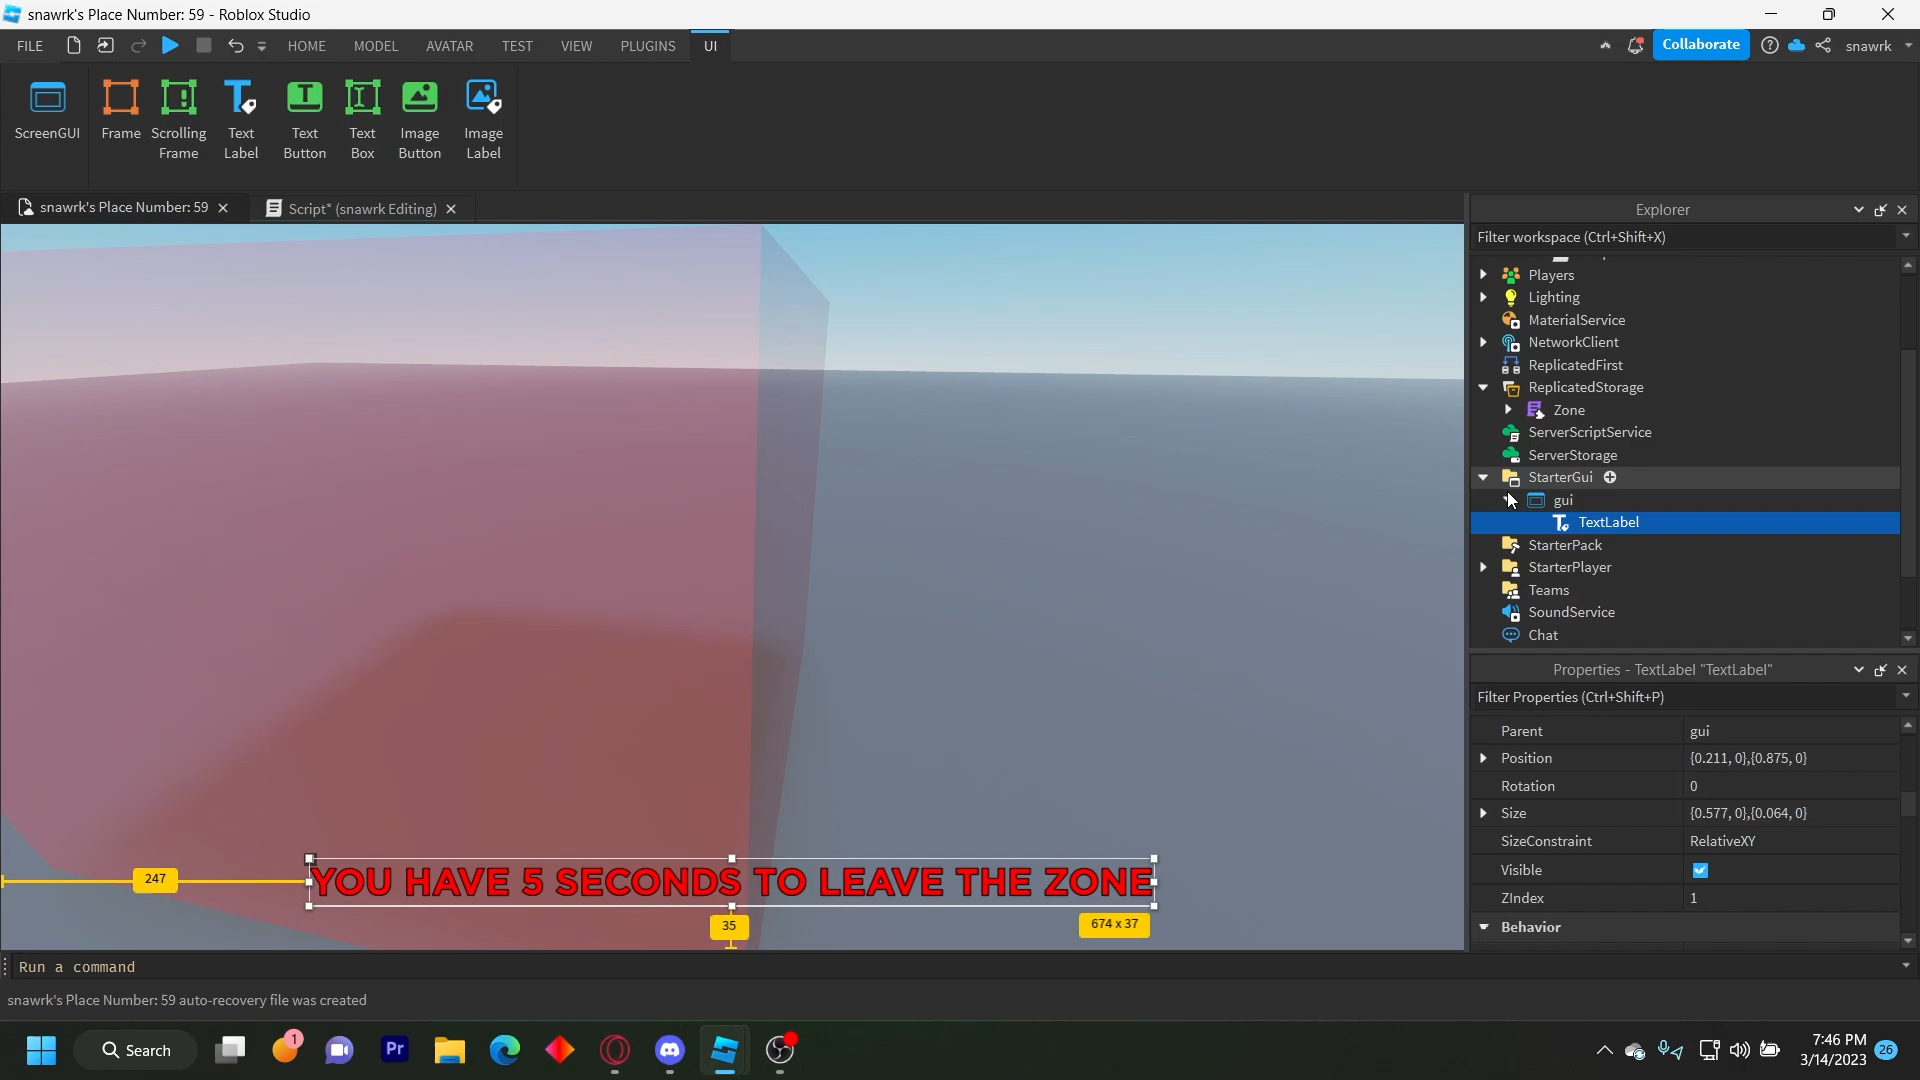 snawrk's Place Number: 59 - Roblox Studio
FILE HOME MODEL AVATAR TEST VIEW PLUGINS UI Collaborate snawrk
ScreenGUI
Frame
Scrolling
Frame
Text
Label
Text
Button
Text
Box
Image
Button
Image
Label
snawrk's Place Number: 59
Script* (snawrk Editing)
Explorer
Filter workspace (Ctrl+Shift+X)
Players
Lighting
MaterialService
NetworkClient
ReplicatedFirst
ReplicatedStorage
Zone
ServerScriptService
ServerStorage
StarterGui
gui
TextLabel
StarterPack
StarterPlayer
Teams
SoundService
Chat
Properties - TextLabel "TextLabel"
Filter Properties (Ctrl+Shift+P)
Parent gui
Position {0.211, 0},{0.875, 0}
Rotation 0
Size {0.577, 0},{0.064, 0}
SizeConstraint RelativeXY
Visible
ZIndex 1
Behavior
247
YOU HAVE 5 SECONDS TO LEAVE THE ZONE
35
674 x 37
Run a command
snawrk's Place Number: 59 auto-recovery file was created
Search
1
Pr
7:46 PM
3/14/2023
26